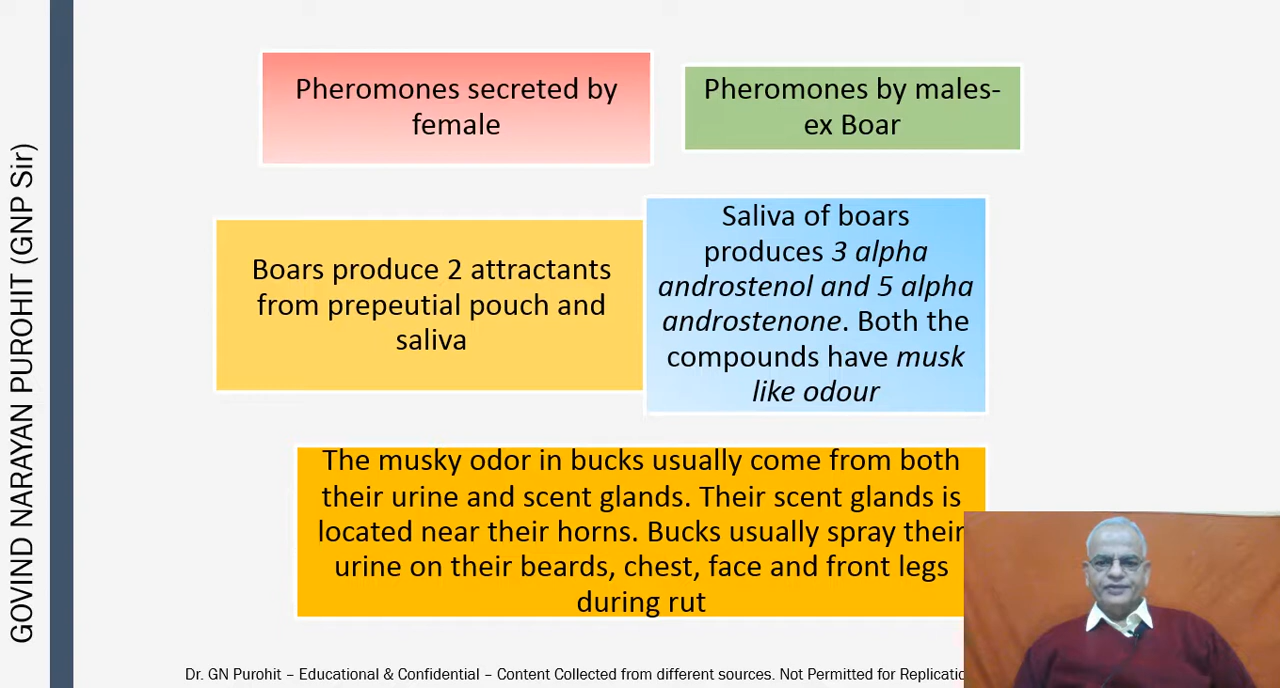 GOVIND NARAYAN PUROHIT (GNP Sir)
Pheromones secreted by
female
Pheromones by males-
ex Boar
Boars produce 2 attractants
from prepeutial pouch and
saliva
Saliva of boars
produces 3 alpha
androstenol and 5 alpha
androstenone. Both the
compounds have musk
like odour
The musky odor in bucks usually come from both
their urine and scent glands. Their scent glands is
located near their horns. Bucks usually spray their
urine on their beards, chest, face and front legs
during rut
Dr. GN Purohit – Educational & Confidential – Content Collected from different sources. Not Permitted for Replicatio